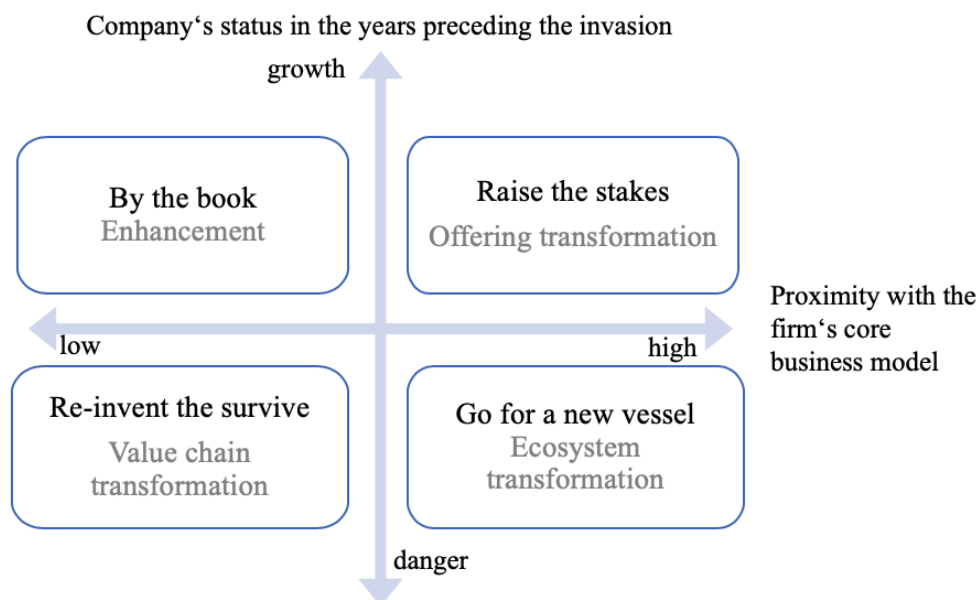 Company‘s status in the years preceding the invasion
growth
By the book
Enhancement
Raise the stakes
Offering transformation
Proximity with the
firm‘s core
business model
low
high
Re-invent the survive
Value chain
transformation
Go for a new vessel
Ecosystem
transformation
danger